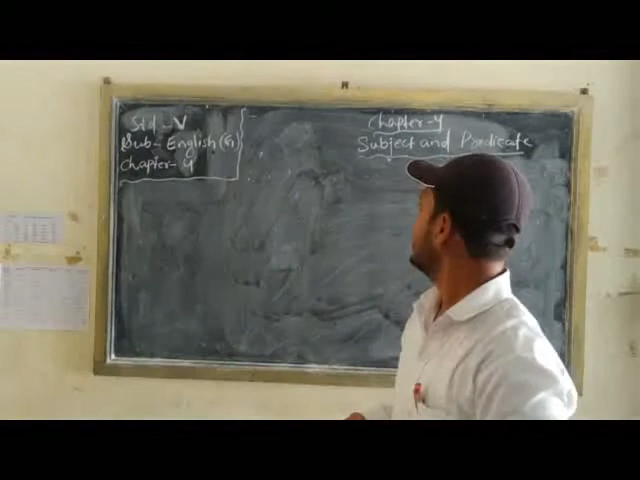 Std - V
Sub - English (G)
Chapter - 4
Chapter - 4
Subject and Predicate